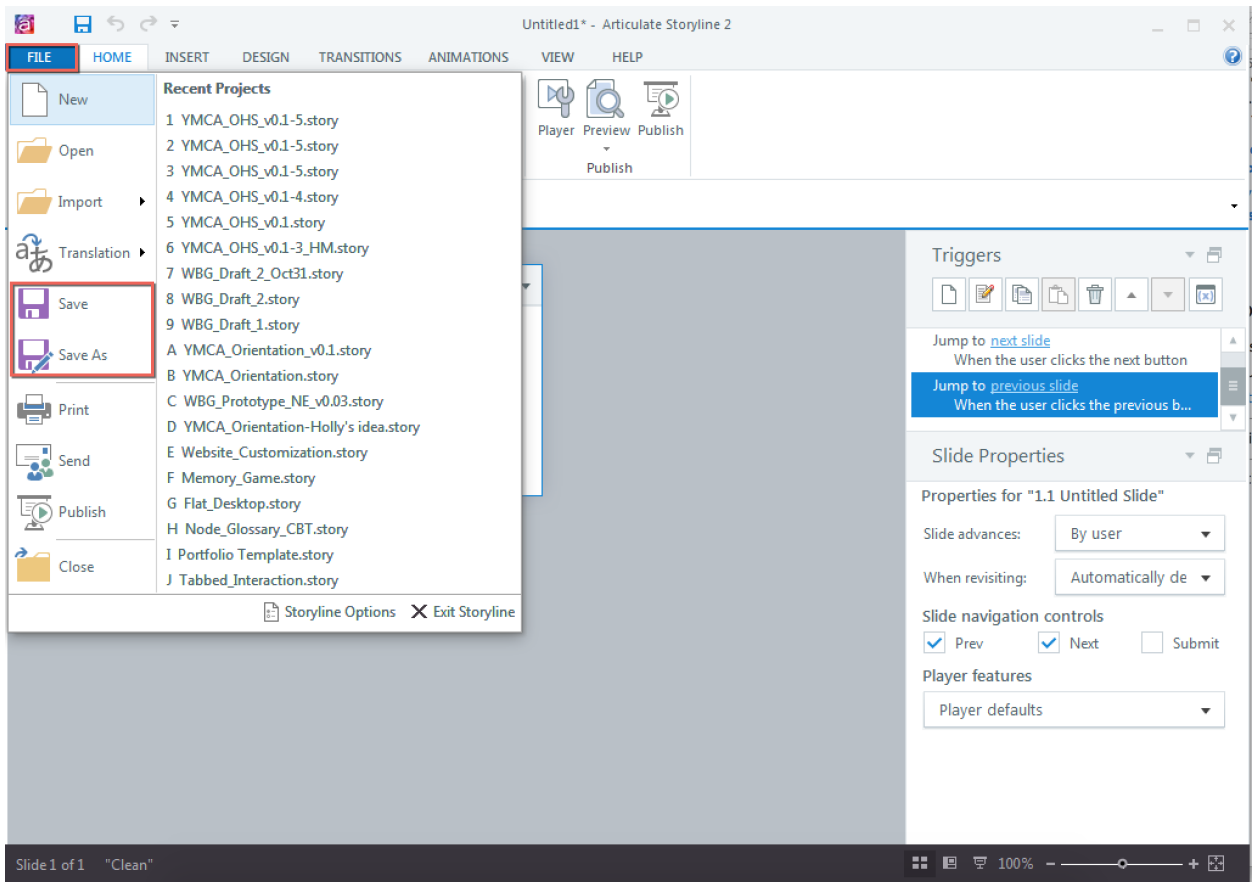 Untitled1* - Articulate Storyline 2
FILE HOME INSERT DESIGN TRANSITIONS ANIMATIONS VIEW HELP
New
Open
Import
Translation
Save
Save As
Print
Send
Publish
Close
Recent Projects
1 YMCA_OHS_v0.1-5.story
2 YMCA_OHS_v0.1-5.story
3 YMCA_OHS_v0.1-5.story
4 YMCA_OHS_v0.1-4.story
5 YMCA_OHS_v0.1.story
6 YMCA_OHS_v0.1-3_HM.story
7 WBG_Draft_2_Oct31.story
8 WBG_Draft_2.story
9 WBG_Draft_1.story
A YMCA_Orientation_v0.1.story
B YMCA_Orientation.story
C WBG_Prototype_NE_v0.03.story
D YMCA_Orientation-Holly's idea.story
E Website_Customization.story
F Memory_Game.story
G Flat_Desktop.story
H Node_Glossary_CBT.story
I Portfolio Template.story
J Tabbed_Interaction.story
Storyline Options Exit Storyline
Player Preview Publish
Publish
Triggers
Jump to next slide
When the user clicks the next button
Jump to previous slide
When the user clicks the previous b...
Slide Properties
Properties for "1.1 Untitled Slide"
Slide advances: By user
When revisiting: Automatically de
Slide navigation controls
Prev Next Submit
Player features
Player defaults
Slide 1 of 1 "Clean" 100%